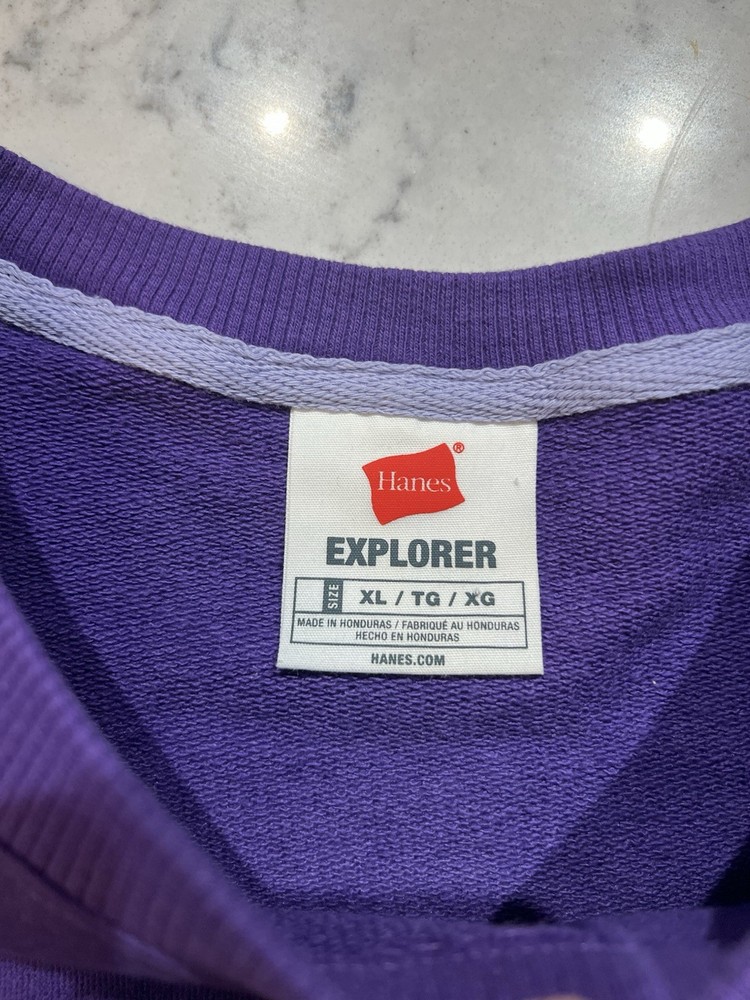 Hanes®
EXPLORER
SIZE XL / TG / XG
MADE IN HONDURAS / FABRIQUÉ AU HONDURAS
HECHO EN HONDURAS
HANES.COM